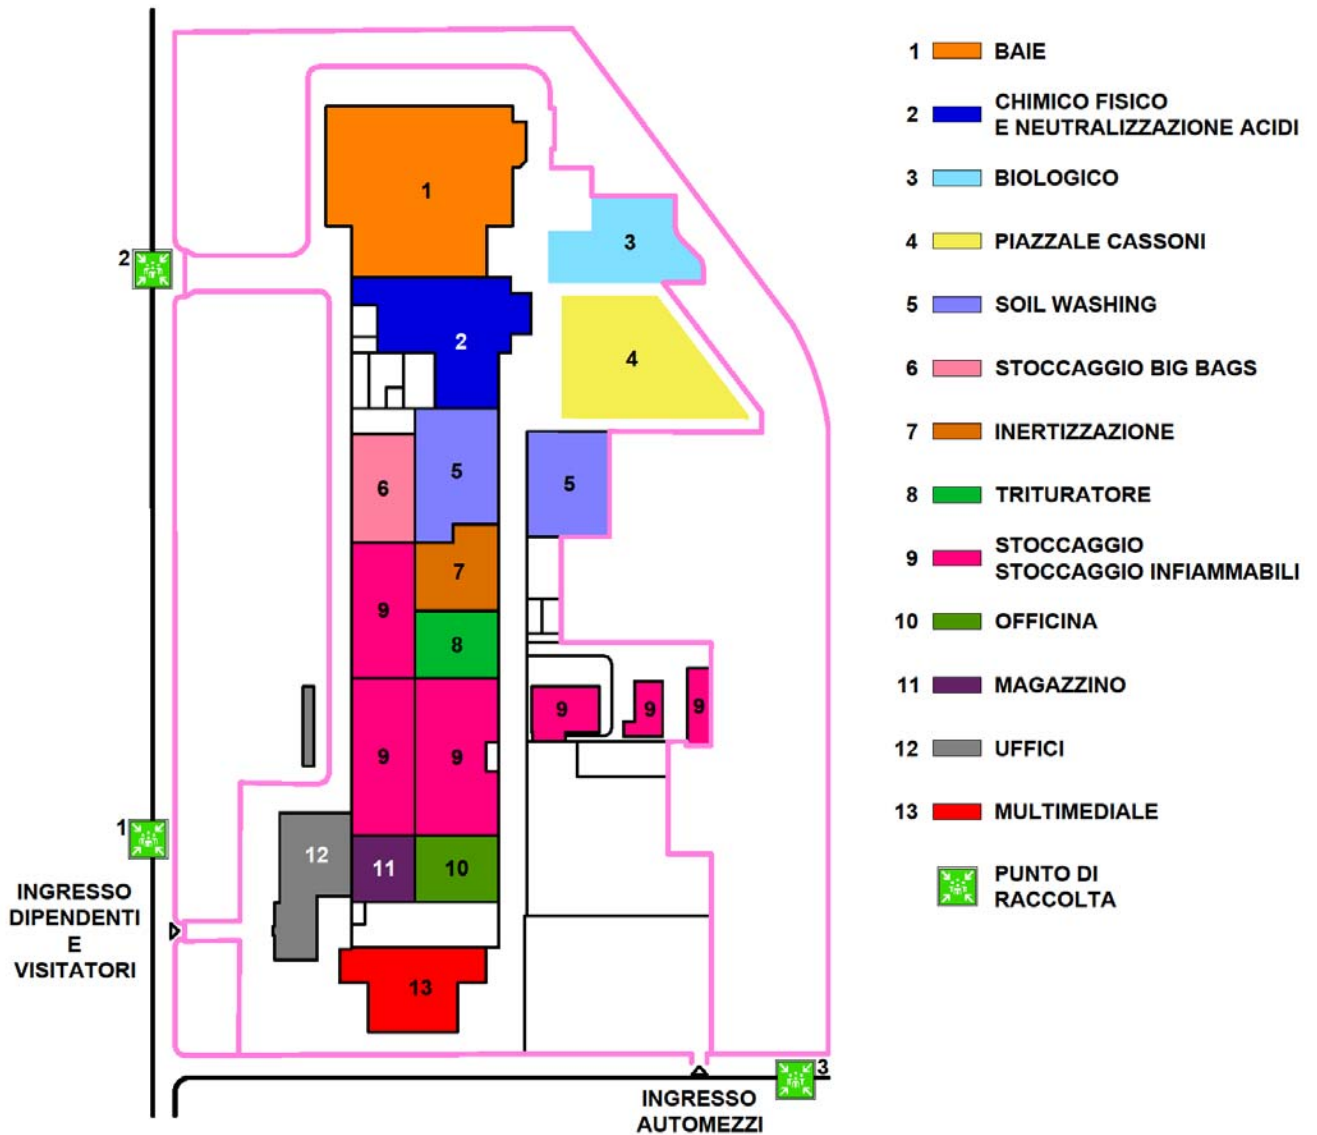 1 BAIE
2 CHIMICO FISICO
E NEUTRALIZZAZIONE ACIDI
3 BIOLOGICO
4 PIAZZALE CASSONI
5 SOIL WASHING
6 STOCCAGGIO BIG BAGS
7 INERTIZZAZIONE
8 TRITURATORE
9 STOCCAGGIO
STOCCAGGIO INFIAMMABILI
10 OFFICINA
11 MAGAZZINO
12 UFFICI
13 MULTIMEDIALE
PUNTO DI
RACCOLTA
1
3
2
2
4
5
6
5
7
9
8
9
9
9
9
9
1
12
11
10
INGRESSO
DIPENDENTI
E
VISITATORI
13
3
INGRESSO
AUTOMEZZI